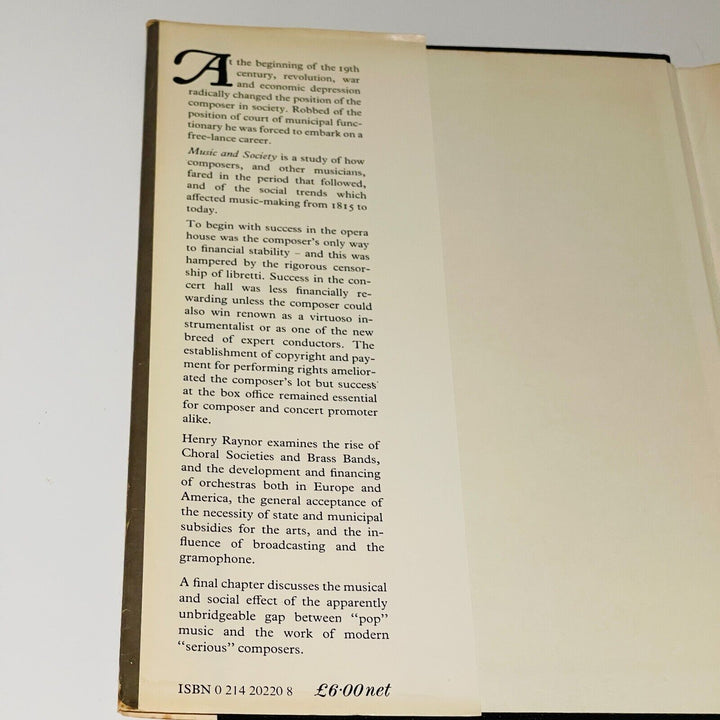 At the beginning of the 19th
century, revolution, war
and economic depression
radically changed the position of the
composer in society. Robbed of the
position of court of municipal func-
tionary he was forced to embark on a
free-lance career.
Music and Society is a study of how
composers, and other musicians,
fared in the period that followed,
and of the social trends which
affected music-making from 1815 to
today.
To begin with success in the opera
house was the composer's only way
to financial stability – and this was
hampered by the rigorous censor-
ship of libretti. Success in the con-
cert hall was less financially re-
warding unless the composer could
also win renown as a virtuoso in-
strumentalist or as one of the new
breed of expert conductors. The
establishment of copyright and pay-
ment for performing rights amelior-
ated the composer's lot but success
at the box office remained essential
for composer and concert promoter
alike.
Henry Raynor examines the rise of
Choral Societies and Brass Bands,
and the development and financing
of orchestras both in Europe and
America, the general acceptance of
the necessity of state and municipal
subsidies for the arts, and the in-
fluence of broadcasting and the
gramophone.
A final chapter discusses the musical
and social effect of the apparently
unbridgeable gap between "pop"
music and the work of modern
"serious" composers.
ISBN 0 214 20220 8 £6·00 net